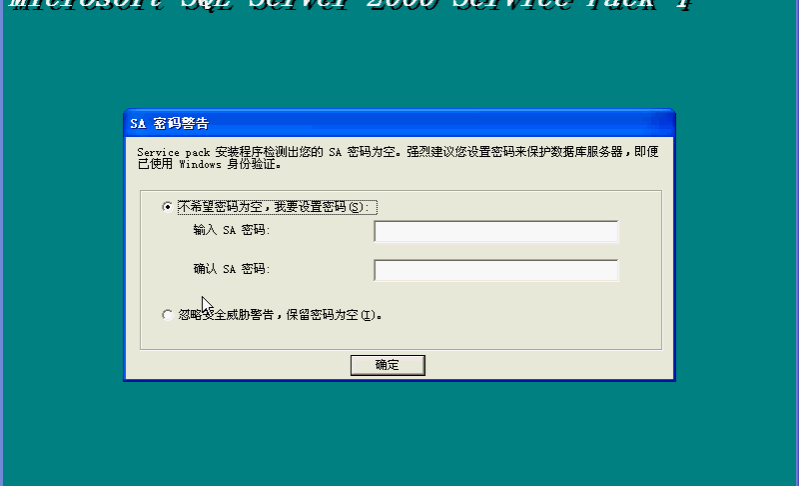 Microsoft SQL Server 2000 Service Pack 4
SA 密码警告
Service pack 安装程序检测出您的 SA 密码为空。强烈建议您设置密码来保护数据库服务器，即便
已使用 Windows 身份验证。
不希望密码为空，我要设置密码(S):
输入 SA 密码:
确认 SA 密码:
忽略安全威胁警告，保留密码为空(I)。
确定